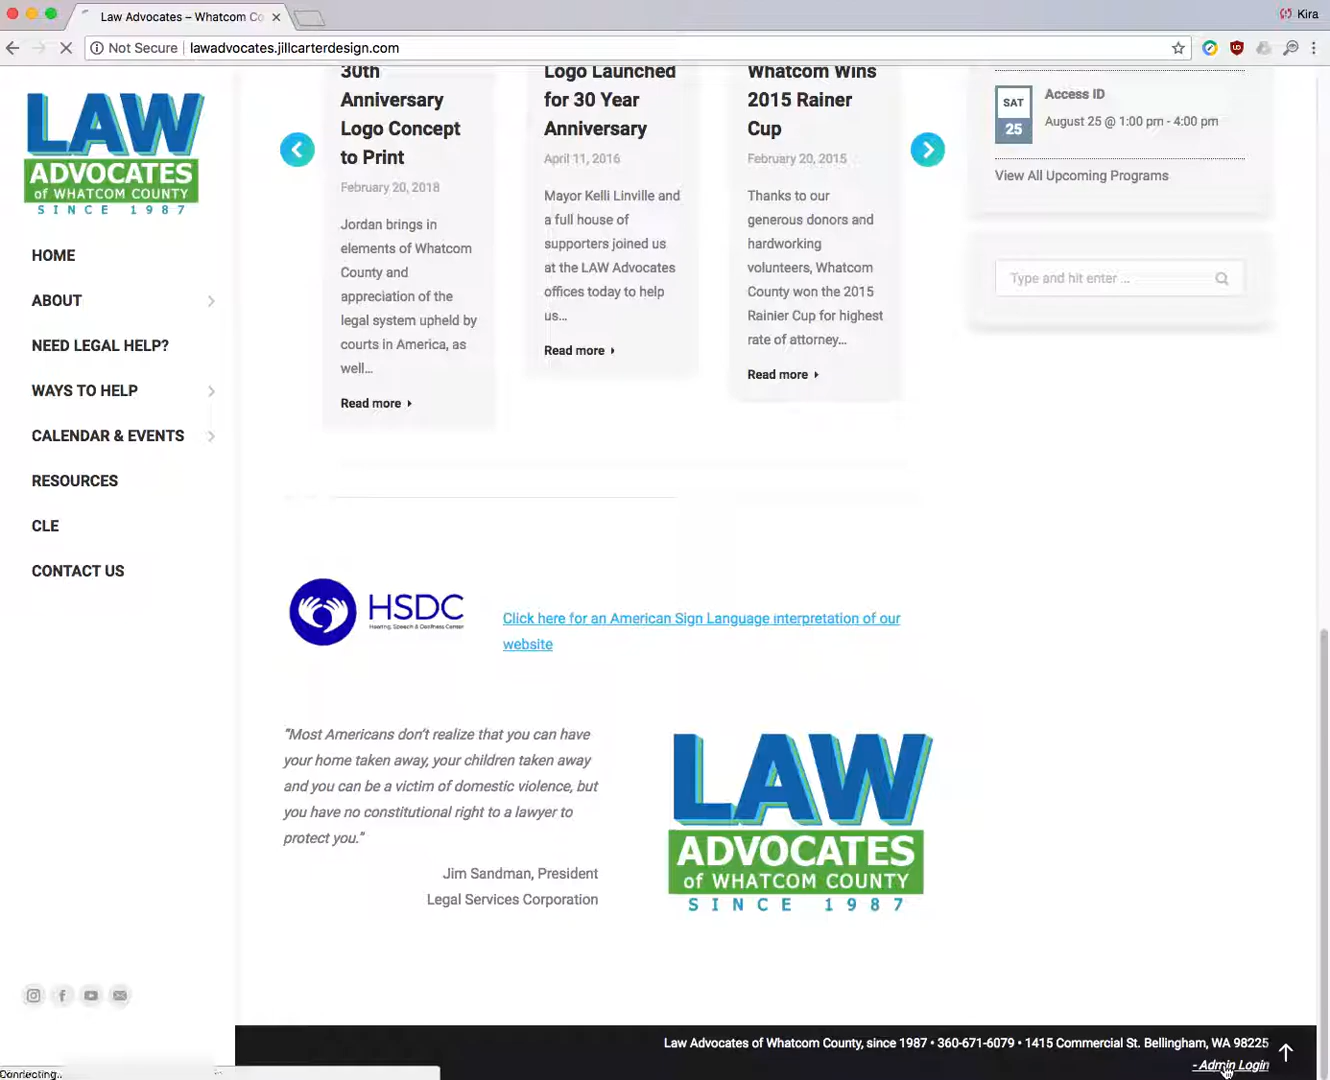 Law Advocates – Whatcom Co
Kira
Not Secure
lawadvocates.jillcarterdesign.com
LAW
ADVOCATES
of WHATCOM COUNTY
SINCE 1987
HOME
ABOUT
NEED LEGAL HELP?
WAYS TO HELP
CALENDAR & EVENTS
RESOURCES
CLE
CONTACT US
30th
Anniversary
Logo Concept
to Print
February 20, 2018
Jordan brings in
elements of Whatcom
County and
appreciation of the
legal system upheld by
courts in America, as
well...
Read more
Logo Launched
for 30 Year
Anniversary
April 11, 2016
Mayor Kelli Linville and
a full house of
supporters joined us
at the LAW Advocates
offices today to help
us...
Read more
Whatcom Wins
2015 Rainer
Cup
February 20, 2015
Thanks to our
generous donors and
hardworking
volunteers, Whatcom
County won the 2015
Rainier Cup for highest
rate of attorney...
Read more
SAT
25
Access ID
August 25 @ 1:00 pm - 4:00 pm
View All Upcoming Programs
Type and hit enter ...
HSDC
Hearing, Speech & Deafness Center
Click here for an American Sign Language interpretation of our
website
"Most Americans don't realize that you can have
your home taken away, your children taken away
and you can be a victim of domestic violence, but
you have no constitutional right to a lawyer to
protect you."
Jim Sandman, President
Legal Services Corporation
LAW
ADVOCATES
of WHATCOM COUNTY
SINCE 1987
Law Advocates of Whatcom County, since 1987 • 360-671-6079 • 1415 Commercial St. Bellingham, WA 98225
- Admin Login
Connecting...